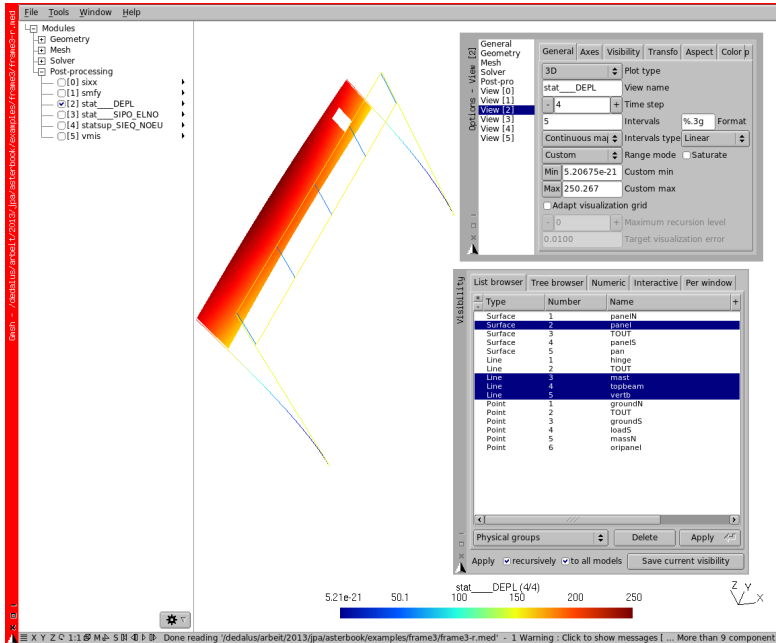 Gmsh - /dedalus/arbeit/2013/jpa/asterbook/examples/frame3/frame3-r.med
File Tools Window Help
Modules
Geometry
Mesh
Solver
Post-processing
[0] sixx
[1] smfy
[2] stat____DEPL
[3] stat____SIPO_ELNO
[4] statsup_SIEQ_NOEU
[5] vmis
Options - View [2]
General
Geometry
Mesh
Solver
Post-pro
View [0]
View [1]
View [2]
View [3]
View [4]
View [5]
General Axes Visibility Transfo Aspect Color p
3D Plot type
stat____DEPL View name
- 4 + Time step
5 Intervals %.3g Format
Continuous ma Intervals type Linear
Custom Range mode Saturate
Min 5.20675e-21 Custom min
Max 250.267 Custom max
Adapt visualization grid
- 0 + Maximum recursion level
0.0100 Target visualization error
Visibility
List browser Tree browser Numeric Interactive Per window
Type Number Name +
Surface 1 panelN
Surface 2 panel
Surface 3 TOUT
Surface 4 panelS
Surface 5 pan
Line 1 hinge
Line 2 TOUT
Line 3 mast
Line 4 topbeam
Line 5 vertb
Point 1 groundN
Point 2 TOUT
Point 3 groundS
Point 4 loadS
Point 5 massN
Point 6 oripanel
Physical groups Delete Apply
Apply recursively to all models Save current visibility
stat____DEPL (4/4)
5.21e-21 50.1 100 150 200 250
Z Y X
X Y Z 1:1 M S Done reading '/dedalus/arbeit/2013/jpa/asterbook/examples/frame3/frame3-r.med' - 1 Warning : Click to show messages [ ... More than 9 component